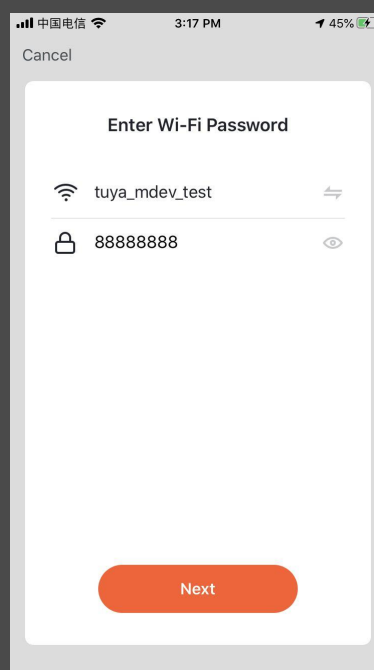 中国电信 3:17 PM 45%
Cancel
Enter Wi-Fi Password
tuya_mdev_test
88888888
Next